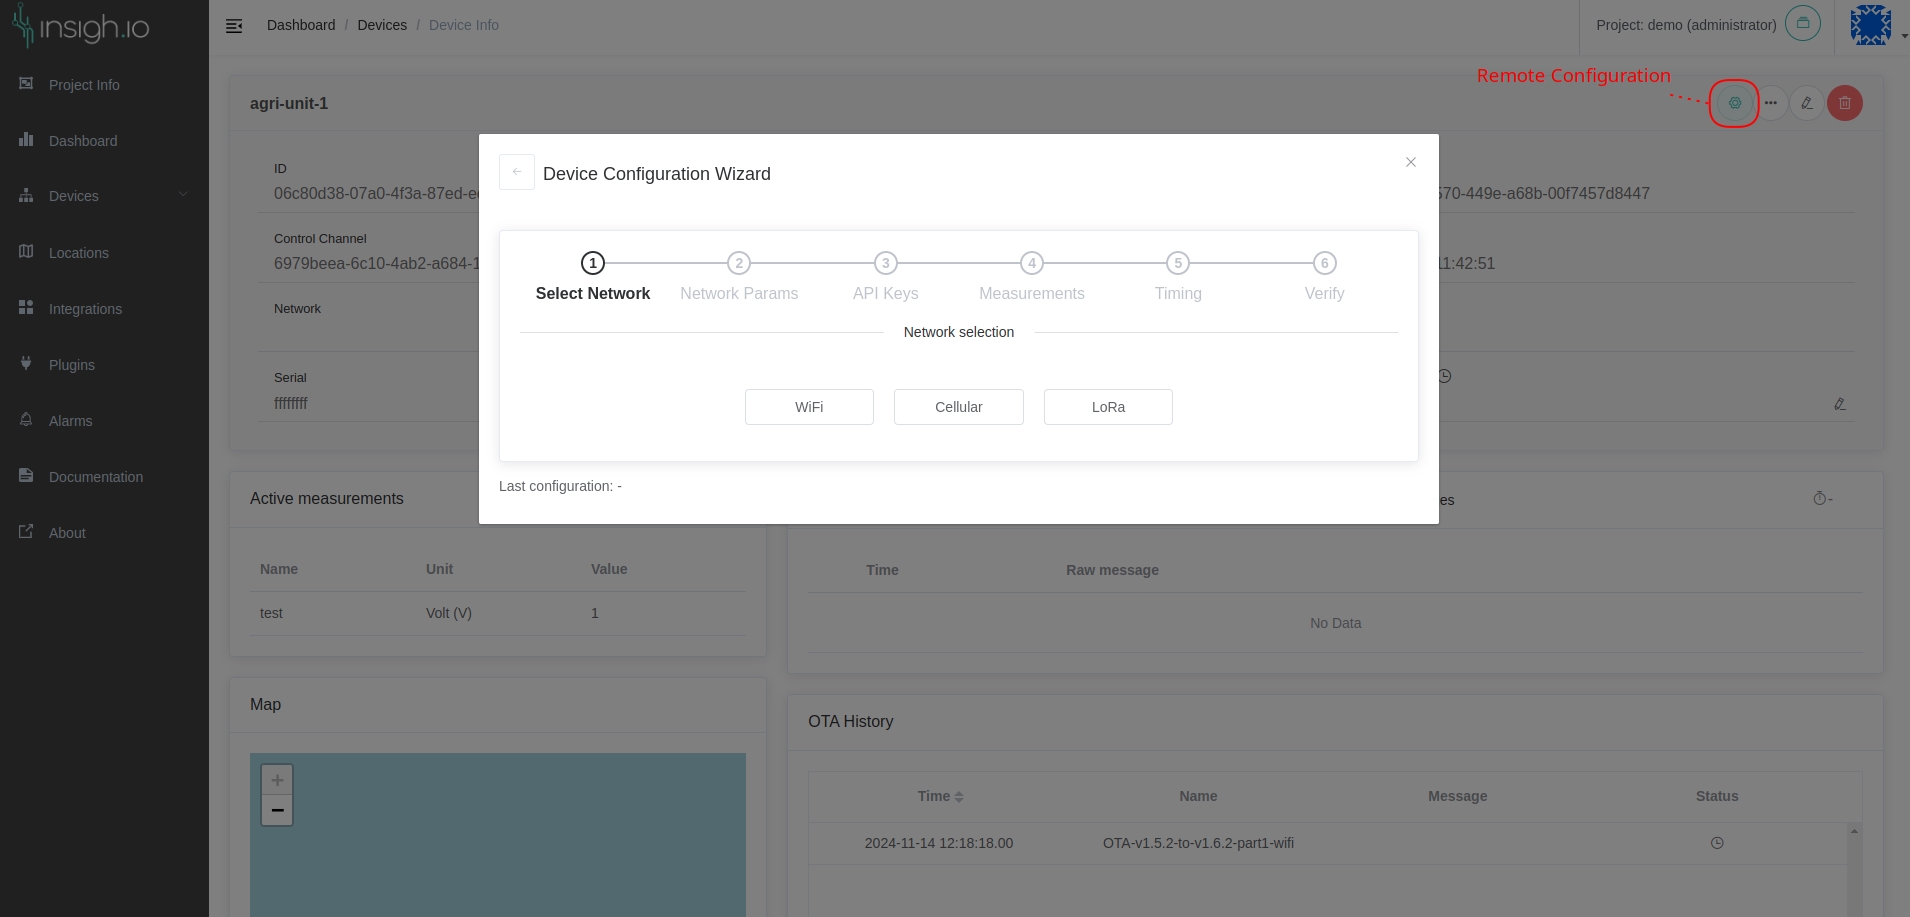 insigh.io
Dashboard / Devices / Device Info
Project: demo (administrator)
Remote Configuration
Project Info
Dashboard
Devices
Locations
Integrations
Plugins
Alarms
Documentation
About
agri-unit-1
ID
06c80d38-07a0-4f3a-87ed-e
570-449e-a68b-00f7457d8447
Control Channel
6979beea-6c10-4ab2-a684-1
11:42:51
Network
Serial
ffffffff
Device Configuration Wizard
1 2 3 4 5 6
Select Network Network Params API Keys Measurements Timing Verify
Network selection
WiFi Cellular LoRa
Last configuration: -
Active measurements
Name Unit Value
test Volt (V) 1
es
-
Time Raw message
No Data
Map
+
−
OTA History
Time Name Message Status
2024-11-14 12:18:18.00 OTA-v1.5.2-to-v1.6.2-part1-wifi